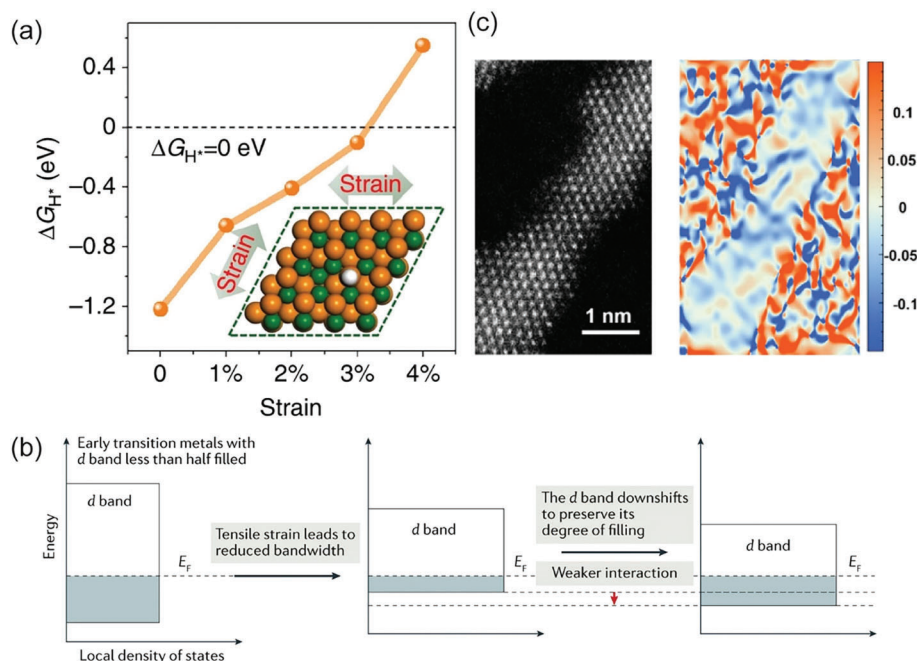 (a)
0.4
0
−0.4
−0.8
−1.2
ΔG_H* (eV)
ΔG_H*=0 eV
Strain
Strain
0 1% 2% 3% 4%
Strain
(c)
1 nm
0.1
0.05
0
-0.05
-0.1
(b)
Energy
Early transition metals with
d band less than half filled
d band
E_F
Local density of states
Tensile strain leads to
reduced bandwidth
d band
E_F
The d band downshifts
to preserve its
degree of filling
Weaker interaction
d band
E_F